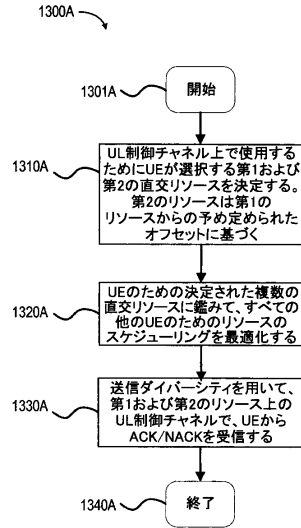 1300A
1301A
開始
1310A
UL制御チャネル上で使用する
ためにUEが選択する第1および
第2の直交リソースを決定する。
第2のリソースは第1の
リソースからの予め定められた
オフセットに基づく
1320A
UEのための決定された複数の
直交リソースに鑑みて、すべての
他のUEのためのリソースの
スケジューリングを最適化する
1330A
送信ダイバーシティを用いて、
第1および第2のリソース上の
UL制御チャネルで、UEから
ACK/NACKを受信する
1340A
終了